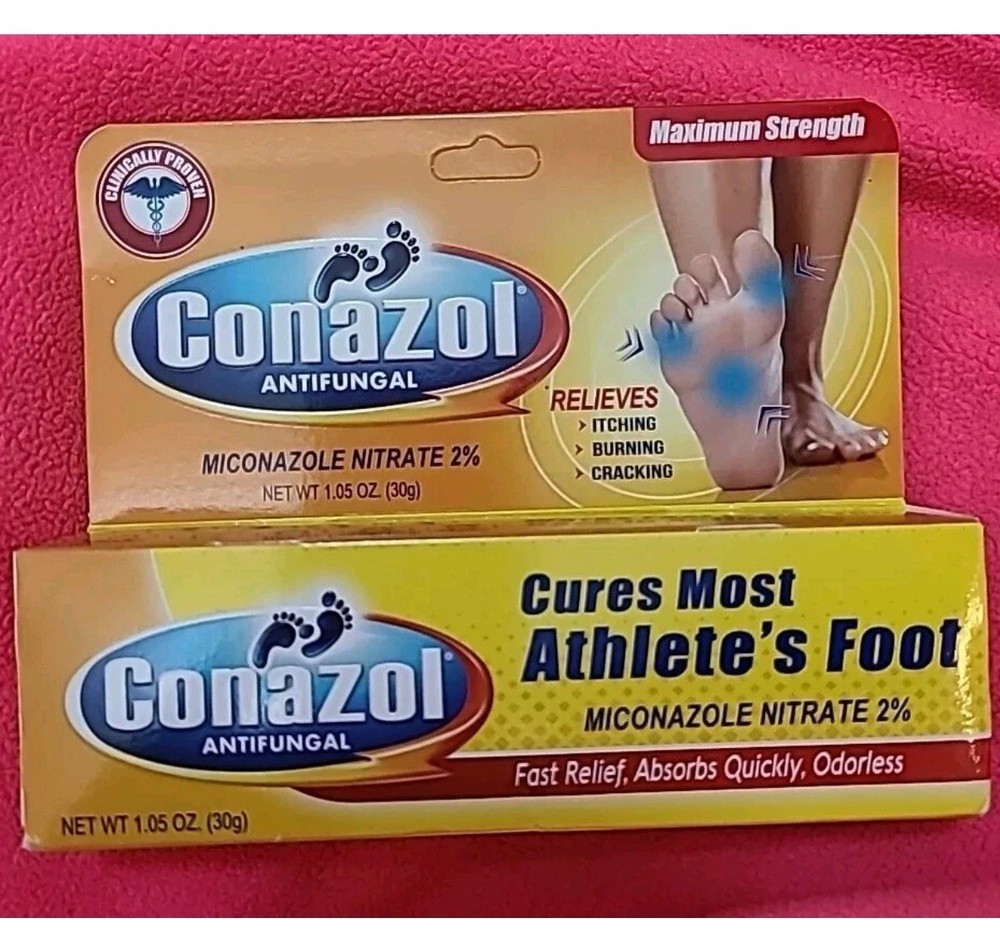 Maximum Strength
CLINICALLY PROVEN
Conazol®
ANTIFUNGAL
RELIEVES
ITCHING
BURNING
CRACKING
MICONAZOLE NITRATE 2%
NET WT 1.05 OZ. (30g)
Cures Most
Athlete's Foot
Conazol®
ANTIFUNGAL
MICONAZOLE NITRATE 2%
Fast Relief, Absorbs Quickly, Odorless
NET WT 1.05 OZ. (30g)